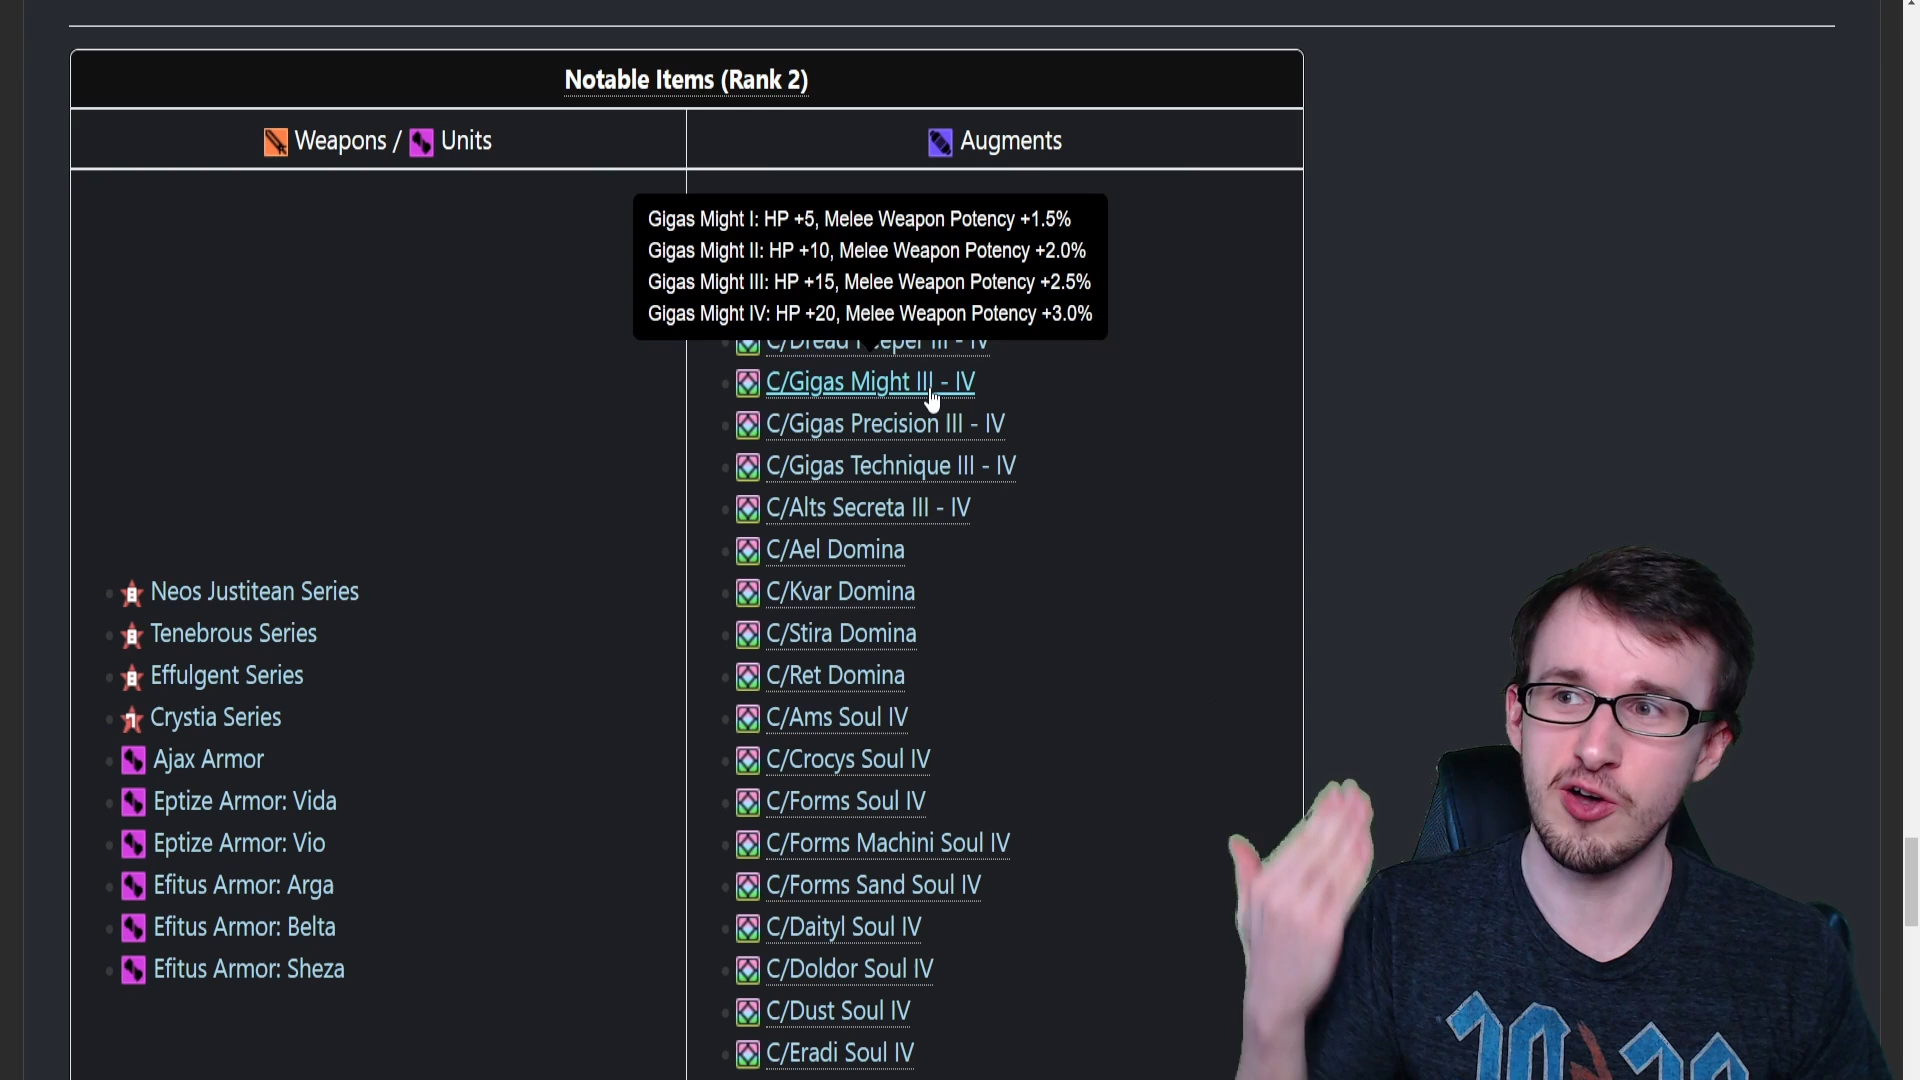 Notable Items (Rank 2)
Weapons / Units
Augments
Gigas Might I: HP +5, Melee Weapon Potency +1.5%
Gigas Might II: HP +10, Melee Weapon Potency +2.0%
Gigas Might III: HP +15, Melee Weapon Potency +2.5%
Gigas Might IV: HP +20, Melee Weapon Potency +3.0%
Neos Justitean Series
Tenebrous Series
Effulgent Series
Crystia Series
Ajax Armor
Eptize Armor: Vida
Eptize Armor: Vio
Efitus Armor: Arga
Efitus Armor: Belta
Efitus Armor: Sheza
C/Dread Keeper III - IV
C/Gigas Might III - IV
C/Gigas Precision III - IV
C/Gigas Technique III - IV
C/Alts Secreta III - IV
C/Ael Domina
C/Kvar Domina
C/Stira Domina
C/Ret Domina
C/Ams Soul IV
C/Crocys Soul IV
C/Forms Soul IV
C/Forms Machini Soul IV
C/Forms Sand Soul IV
C/Daityl Soul IV
C/Doldor Soul IV
C/Dust Soul IV
C/Eradi Soul IV